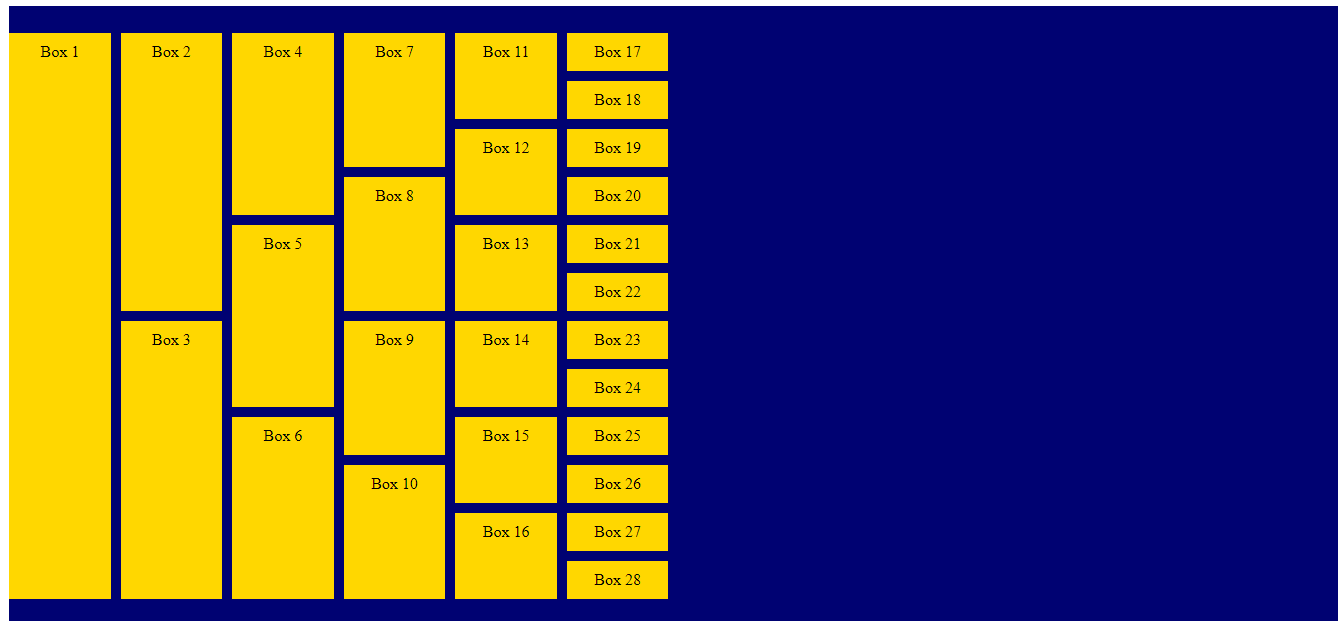 Box 1
Box 2
Box 3
Box 4
Box 5
Box 6
Box 7
Box 8
Box 9
Box 10
Box 11
Box 12
Box 13
Box 14
Box 15
Box 16
Box 17
Box 18
Box 19
Box 20
Box 21
Box 22
Box 23
Box 24
Box 25
Box 26
Box 27
Box 28